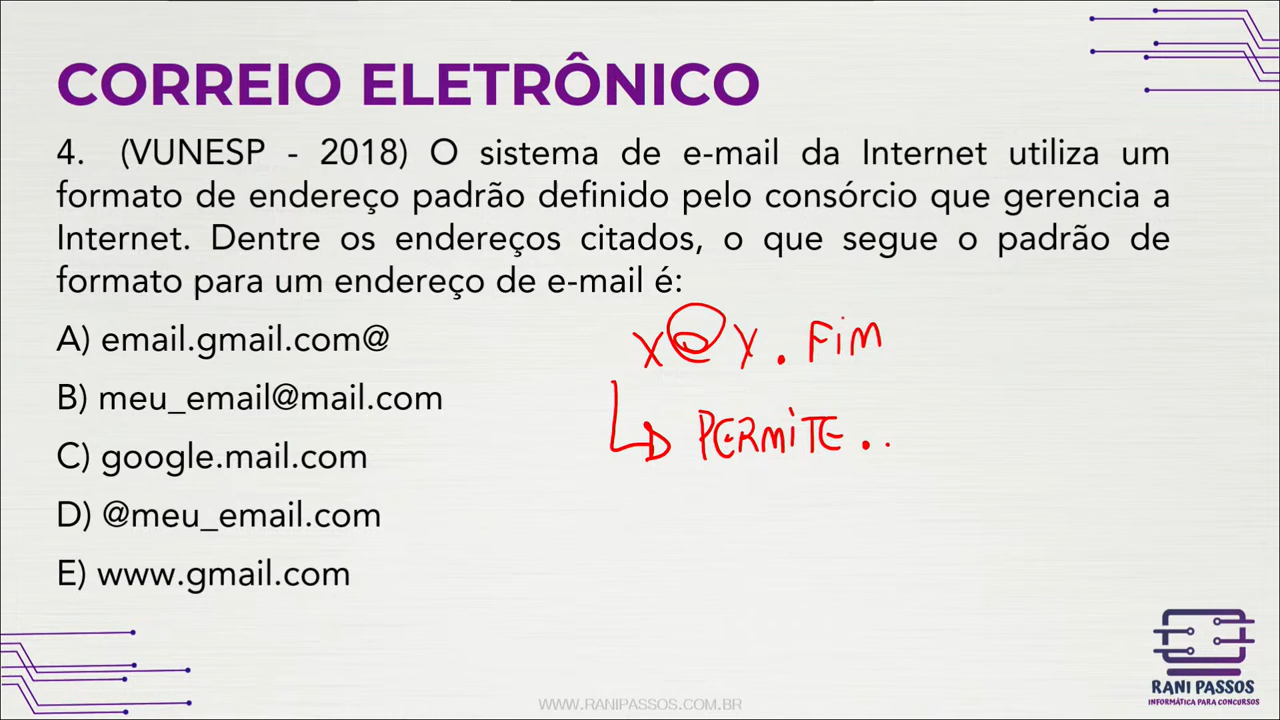 CORREIO ELETRÔNICO
4. (VUNESP - 2018) O sistema de e-mail da Internet utiliza um
formato de endereço padrão definido pelo consórcio que gerencia a
Internet. Dentre os endereços citados, o que segue o padrão de
formato para um endereço de e-mail é:
A) email.gmail.com@
X@Y.FiM
B) meu_email@mail.com
PERMiTE ..
C) google.mail.com
D) @meu_email.com
E) www.gmail.com
RANI PASSOS
INFORMÁTICA PARA CONCURSOS
WWW.RANIPASSOS.COM.BR